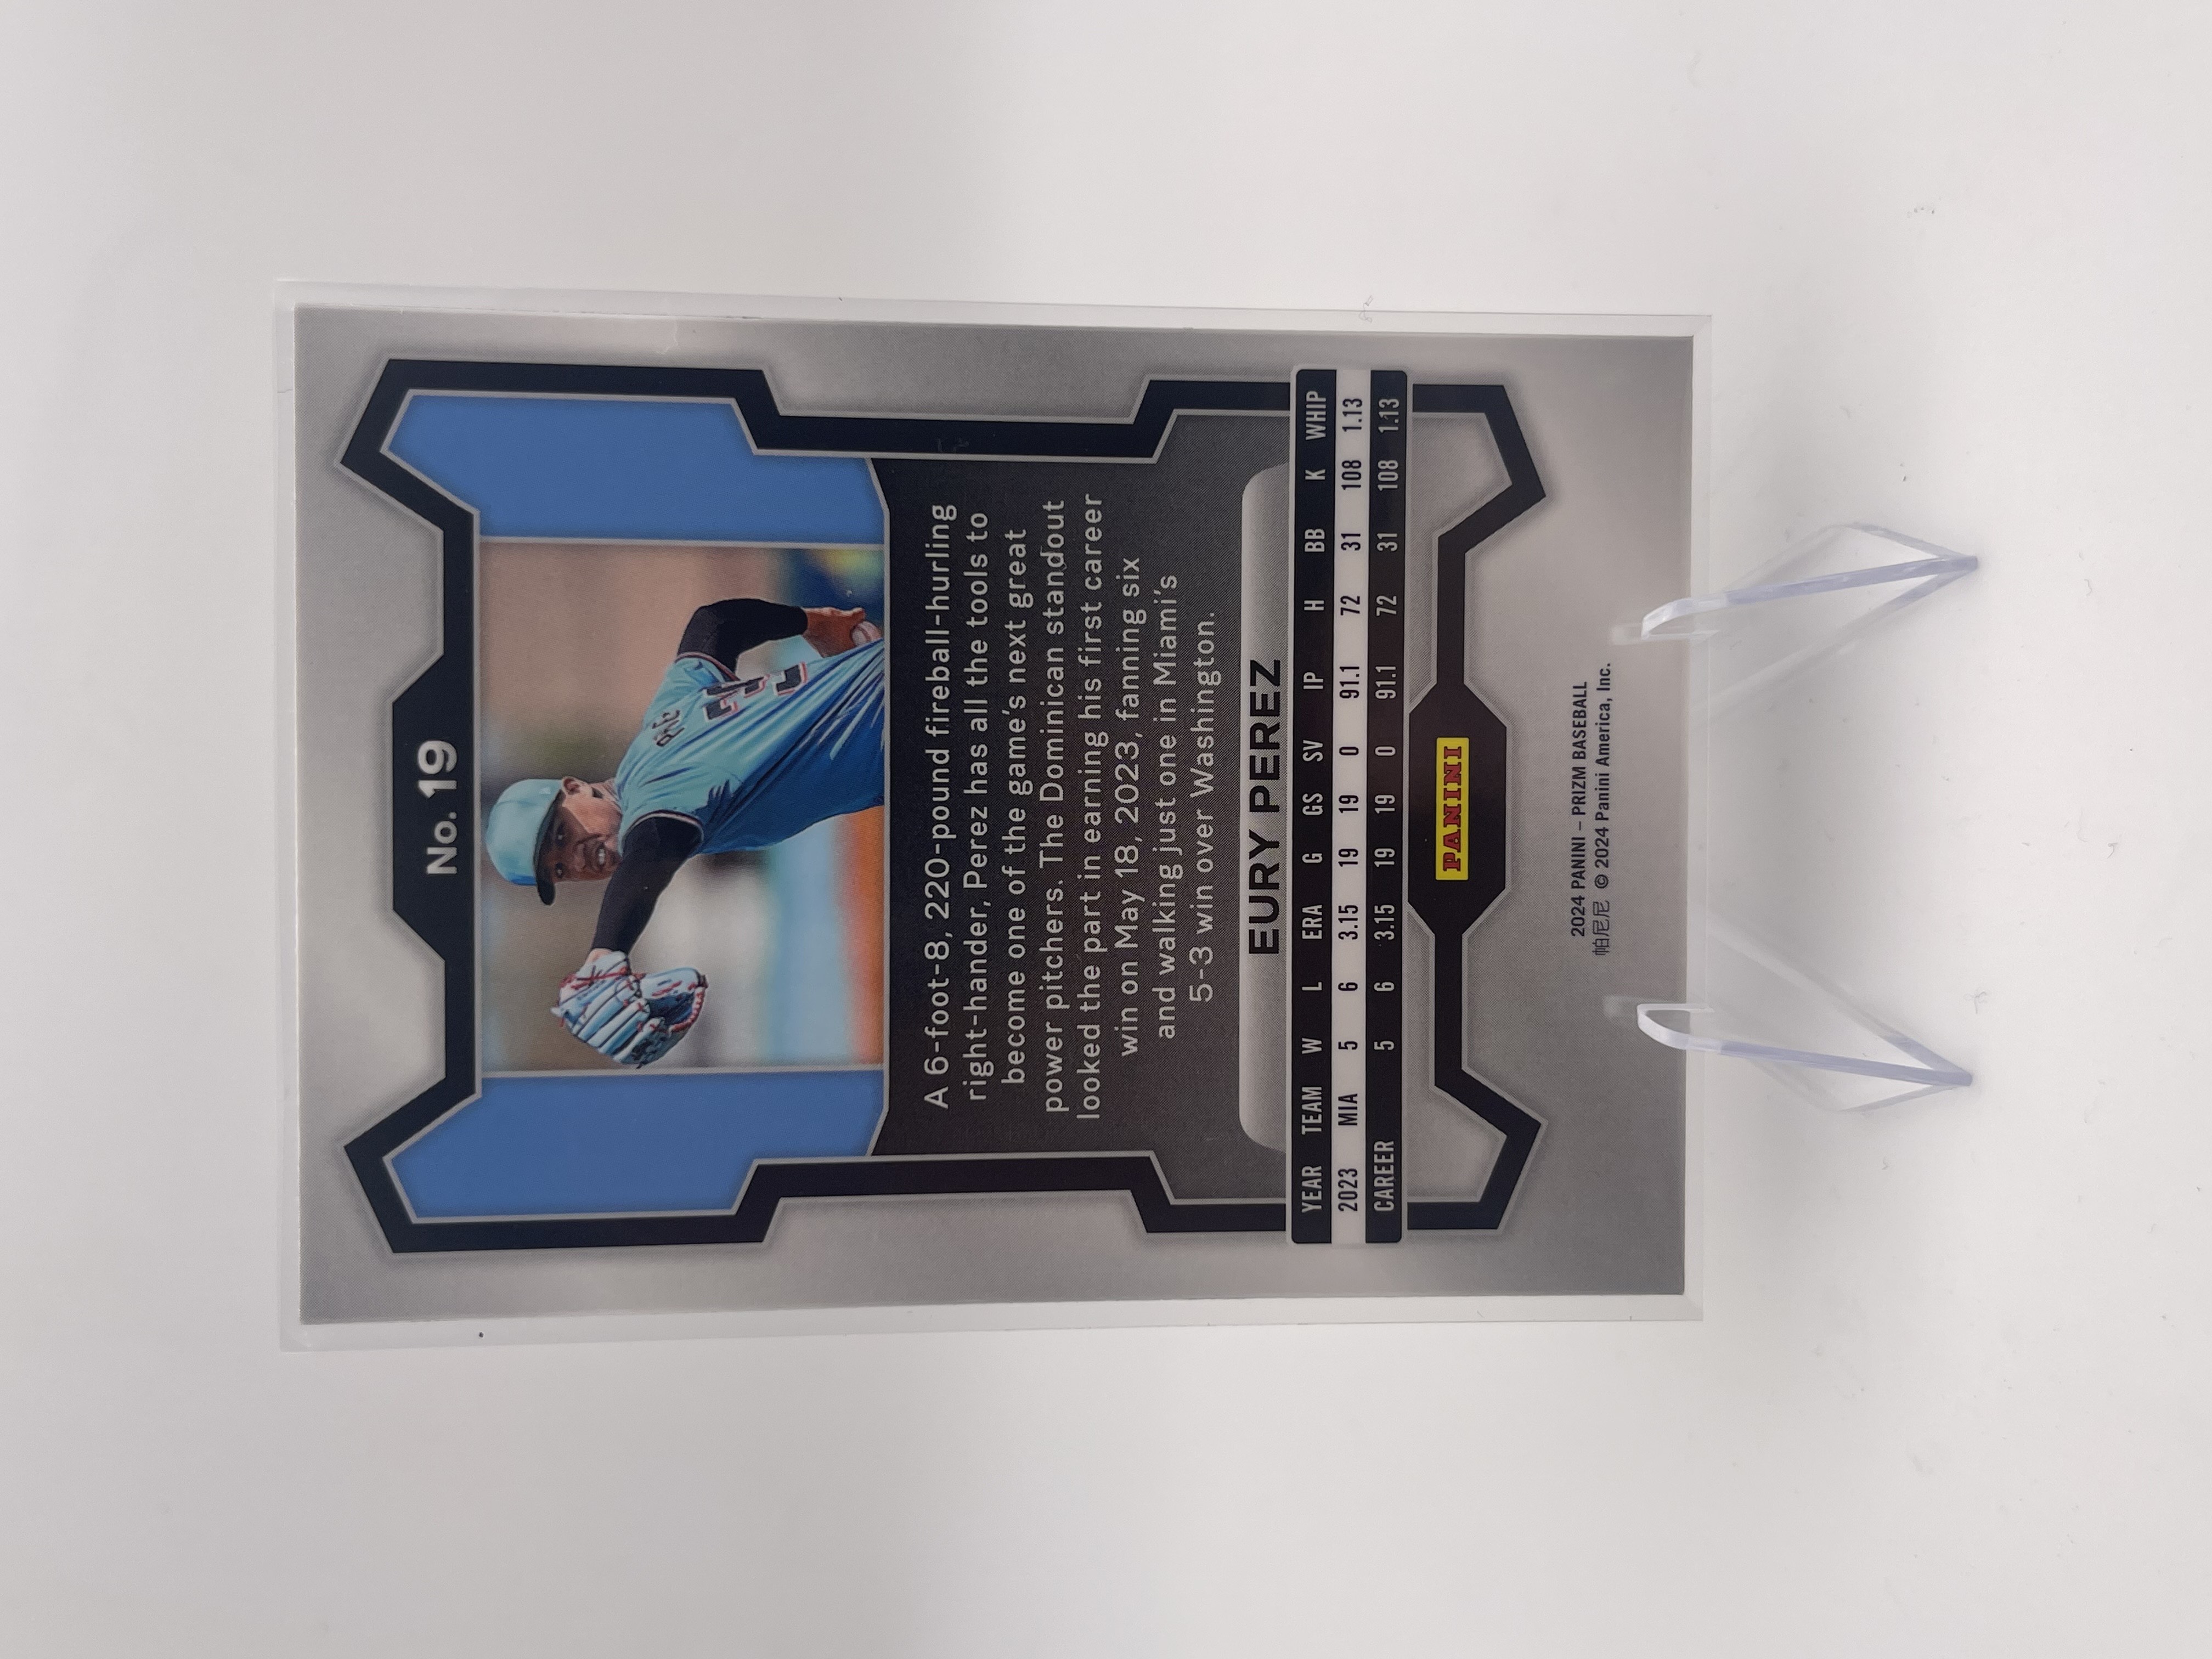 No. 19
A 6-foot-8, 220-pound fireball-hurling
right-hander, Perez has all the tools to
become one of the game's next great
power pitchers. The Dominican standout
looked the part in earning his first career
win on May 18, 2023, fanning six
and walking just one in Miami's
5-3 win over Washington.
EURY PEREZ
YEAR TEAM W L ERA G GS SV IP H BB K WHIP
2023 MIA 5 6 3.15 19 19 0 91.1 72 31 108 1.13
CAREER 5 6 3.15 19 19 0 91.1 72 31 108 1.13
PANINI
2024 PANINI – PRIZM BASEBALL
帕尼尼 © 2024 Panini America, Inc.